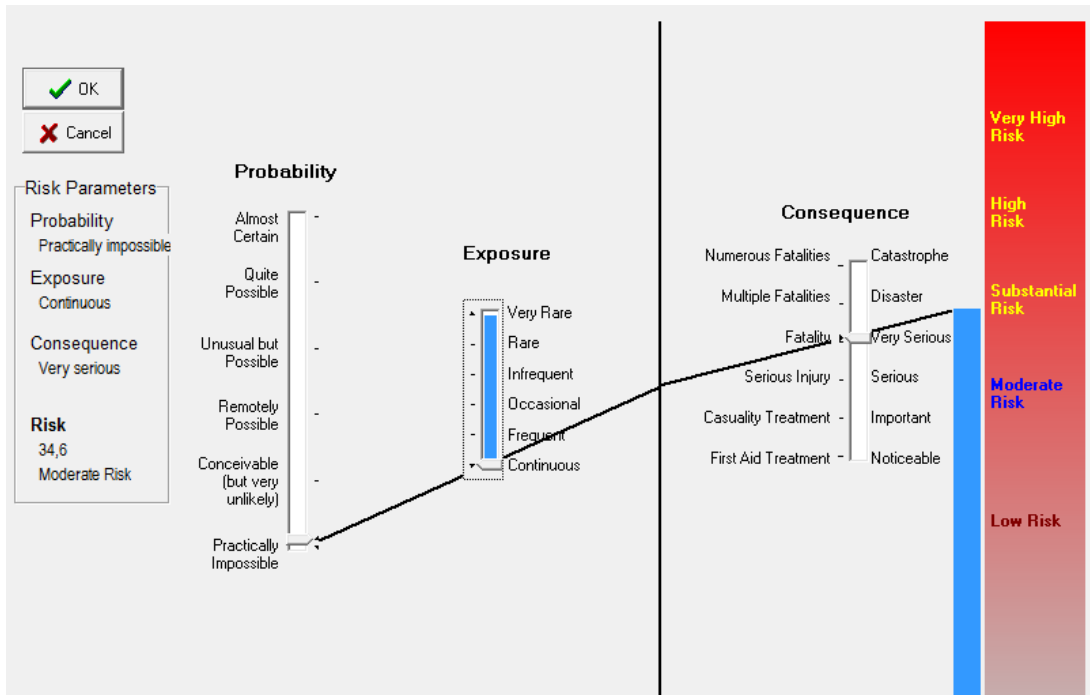 OK
Cancel
Risk Parameters
Probability
Practically impossible
Exposure
Continuous
Consequence
Very serious
Risk
34,6
Moderate Risk
Probability
Almost
Certain
Quite
Possible
Unusual but
Possible
Remotely
Possible
Conceivable
(but very
unlikely)
Practically
Impossible
Exposure
Very Rare
Rare
Infrequent
Occasional
Frequent
Continuous
Consequence
Numerous Fatalities
Catastrophe
Multiple Fatalities
Disaster
Fatality
Very Serious
Serious Injury
Serious
Casuality Treatment
Important
First Aid Treatment
Noticeable
Very High
Risk
High
Risk
Substantial
Risk
Moderate
Risk
Low Risk